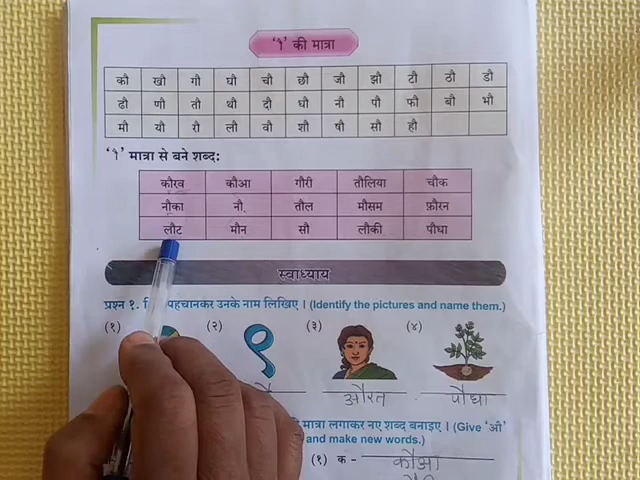 'ौ' की मात्रा
कौ खौ गौ घौ चौ छौ जौ झौ टौ ठौ डौ
ढौ णौ तौ थौ दौ धौ नौ पौ फौ बौ भौ
मौ यौ रौ लौ वौ शौ षौ सौ हौ
'ौ' मात्रा से बने शब्द:
कौरव कौआ गौरी तौलिया चौक
नौका नौ तौल मौसम फ़ौरन
लौट मौन सौ लौकी पौधा
स्वाध्याय
प्रश्न १. पहचानकर उनके नाम लिखिए । (Identify the pictures and name them.)
(१) (२) (३) (४)
९
औरत पौधा
मात्रा लगाकर नए शब्द बनाइए । (Give 'औ'
and make new words.)
(१) क - कौआ